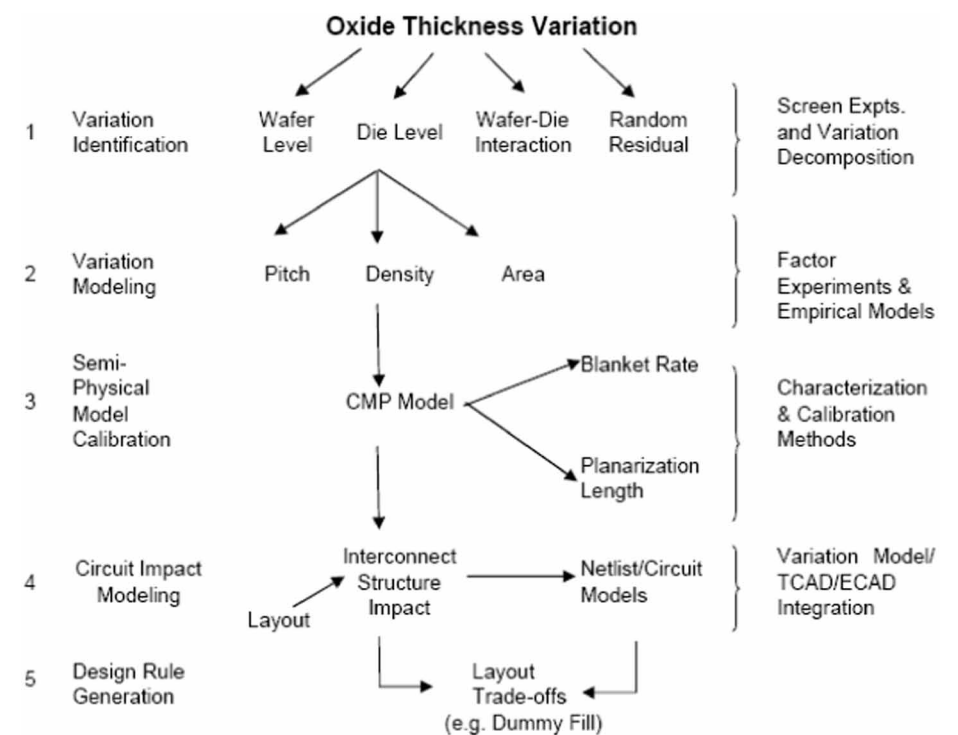 Oxide Thickness Variation
1
Variation
Identification
Wafer
Level
Die Level
Wafer-Die
Interaction
Random
Residual
Screen Expts.
and Variation
Decomposition
2
Variation
Modeling
Pitch
Density
Area
Factor
Experiments &
Empirical Models
3
Semi-
Physical
Model
Calibration
CMP Model
Blanket Rate
Planarization
Length
Characterization
& Calibration
Methods
4
Circuit Impact
Modeling
Layout
Interconnect
Structure
Impact
Netlist/Circuit
Models
Variation Model/
TCAD/ECAD
Integration
5
Design Rule
Generation
Layout
Trade-offs
(e.g. Dummy Fill)